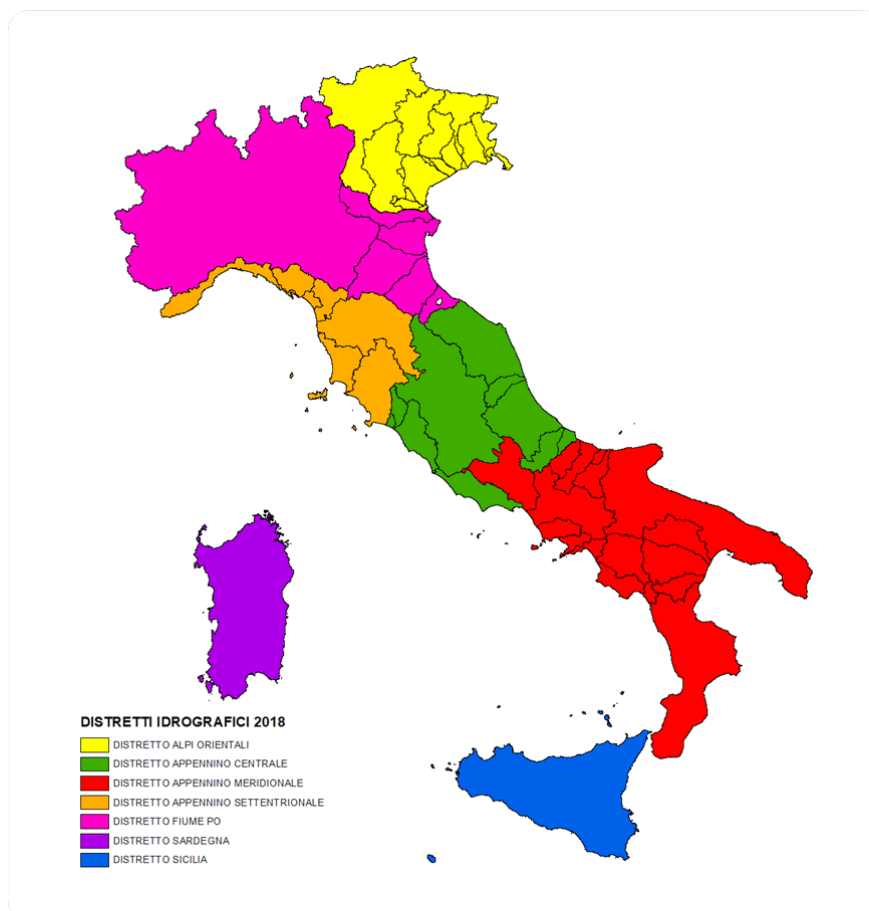 DISTRETTI IDROGRAFICI 2018
DISTRETTO ALPI ORIENTALI
DISTRETTO APPENNINO CENTRALE
DISTRETTO APPENNINO MERIDIONALE
DISTRETTO APPENNINO SETTENTRIONALE
DISTRETTO FIUME PO
DISTRETTO SARDEGNA
DISTRETTO SICILIA